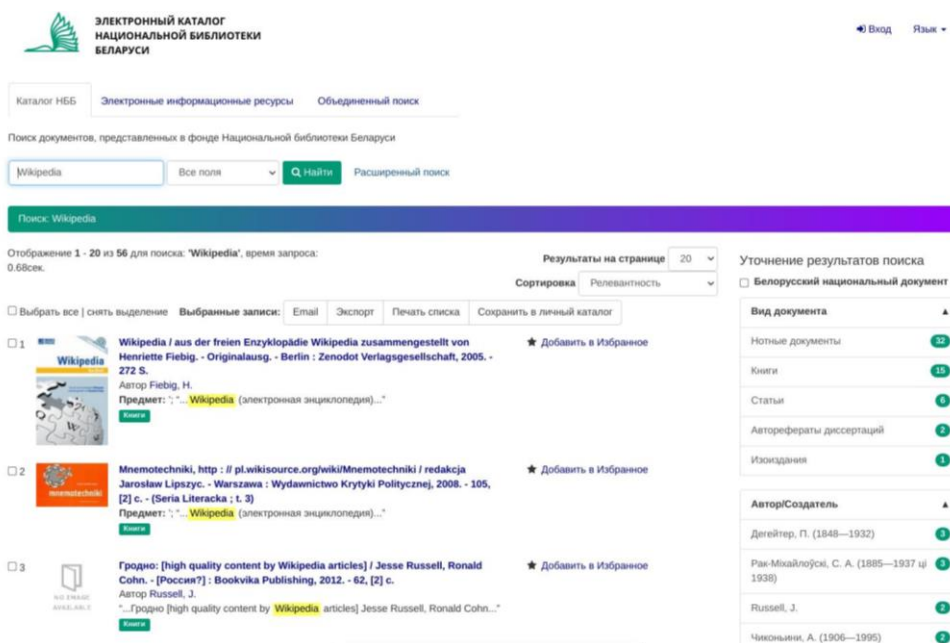 ЭЛЕКТРОННЫЙ КАТАЛОГ
НАЦИОНАЛЬНОЙ БИБЛИОТЕКИ
БЕЛАРУСИ
Вход Язык
Каталог НББ Электронные информационные ресурсы Объединенный поиск
Поиск документов, представленных в фонде Национальной библиотеки Беларуси
Wikipedia Все поля Найти Расширенный поиск
Поиск: Wikipedia
Отображение 1 - 20 из 56 для поиска: 'Wikipedia', время запроса:
0.68сек.
Результаты на странице 20
Сортировка Релевантность
Выбрать все | снять выделение Выбранные записи: Email Экспорт Печать списка Сохранить в личный каталог
1
Wikipedia
Wikipedia / aus der freien Enzyklopädie Wikipedia zusammengestellt von
Henriette Fiebig. - Originalausg. - Berlin : Zenodot Verlagsgesellschaft, 2005. -
272 S.
Автор Fiebig, H.
Предмет: '; "... Wikipedia (электронная энциклопедия)..."
Книги
Добавить в Избранное
2
mnemotechniki
Mnemotechniki, http : // pl.wikisource.org/wiki/Mnemotechniki / redakcja
Jarosław Lipszyc. - Warszawa : Wydawnictwo Krytyki Politycznej, 2008. - 105,
[2] с. - (Seria Literacka ; t. 3)
Предмет: '; "... Wikipedia (электронная энциклопедия)..."
Книги
Добавить в Избранное
3
NO IMAGE
AVAILABLE
Гродно: [high quality content by Wikipedia articles] / Jesse Russell, Ronald
Cohn. - [Россия?] : Bookvika Publishing, 2012. - 62, [2] с.
Автор Russell, J.
"...Гродно [high quality content by Wikipedia articles] Jesse Russell, Ronald Cohn..."
Книги
Добавить в Избранное
Уточнение результатов поиска
Белорусский национальный документ
Вид документа
Нотные документы 32
Книги 15
Статьи 6
Авторефераты диссертаций 2
Изоиздания 1
Автор/Создатель
Дегейтер, П. (1848—1932) 3
Рак-Міхайлоўскі, С. А. (1885—1937 ці 3
1938)
Russell, J. 2
Чиконьини, А. (1906—1995) 2